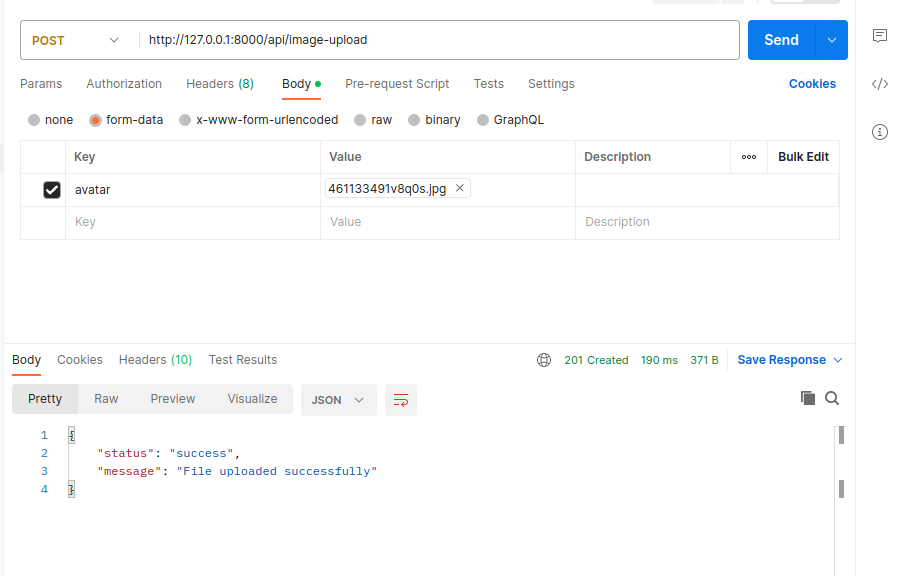 POST http://127.0.0.1:8000/api/image-upload Send
Params Authorization Headers (8) Body Pre-request Script Tests Settings Cookies
none form-data x-www-form-urlencoded raw binary GraphQL
Key Value Description Bulk Edit
avatar 461133491v8q0s.jpg
Key Value Description
Body Cookies Headers (10) Test Results 201 Created 190 ms 371 B Save Response
Pretty Raw Preview Visualize JSON
1 {
2 "status": "success",
3 "message": "File uploaded successfully"
4 }